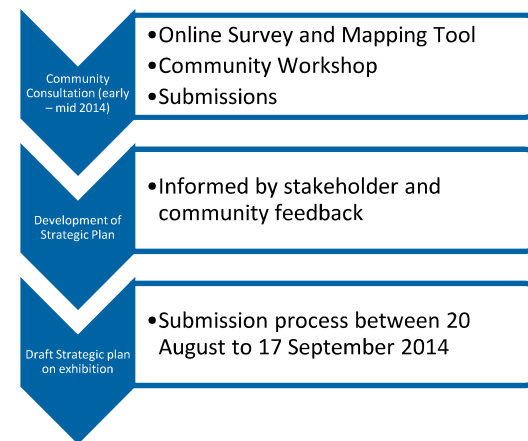 Community
Consultation (early
– mid 2014)
•Online Survey and Mapping Tool
•Community Workshop
•Submissions
Development of
Strategic Plan
•Informed by stakeholder and
community feedback
Draft Strategic plan
on exhibition
•Submission process between 20
August to 17 September 2014